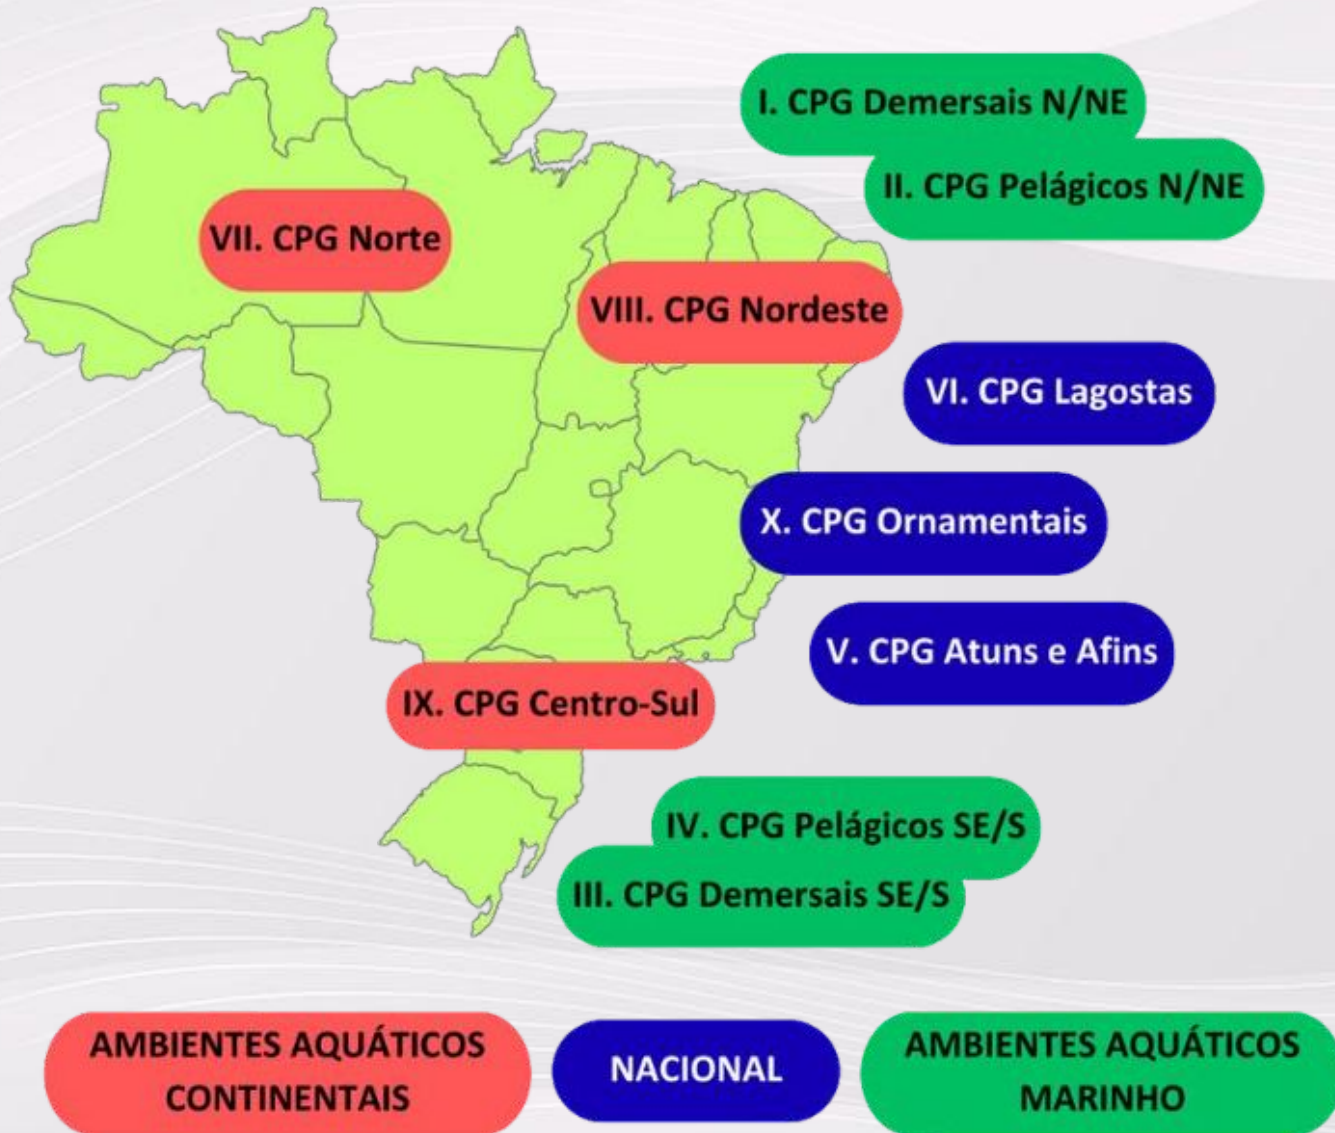 I. CPG Demersais N/NE
II. CPG Pelágicos N/NE
VII. CPG Norte
VIII. CPG Nordeste
VI. CPG Lagostas
X. CPG Ornamentais
V. CPG Atuns e Afins
IX. CPG Centro-Sul
IV. CPG Pelágicos SE/S
III. CPG Demersais SE/S
AMBIENTES AQUÁTICOS
CONTINENTAIS
NACIONAL
AMBIENTES AQUÁTICOS
MARINHO